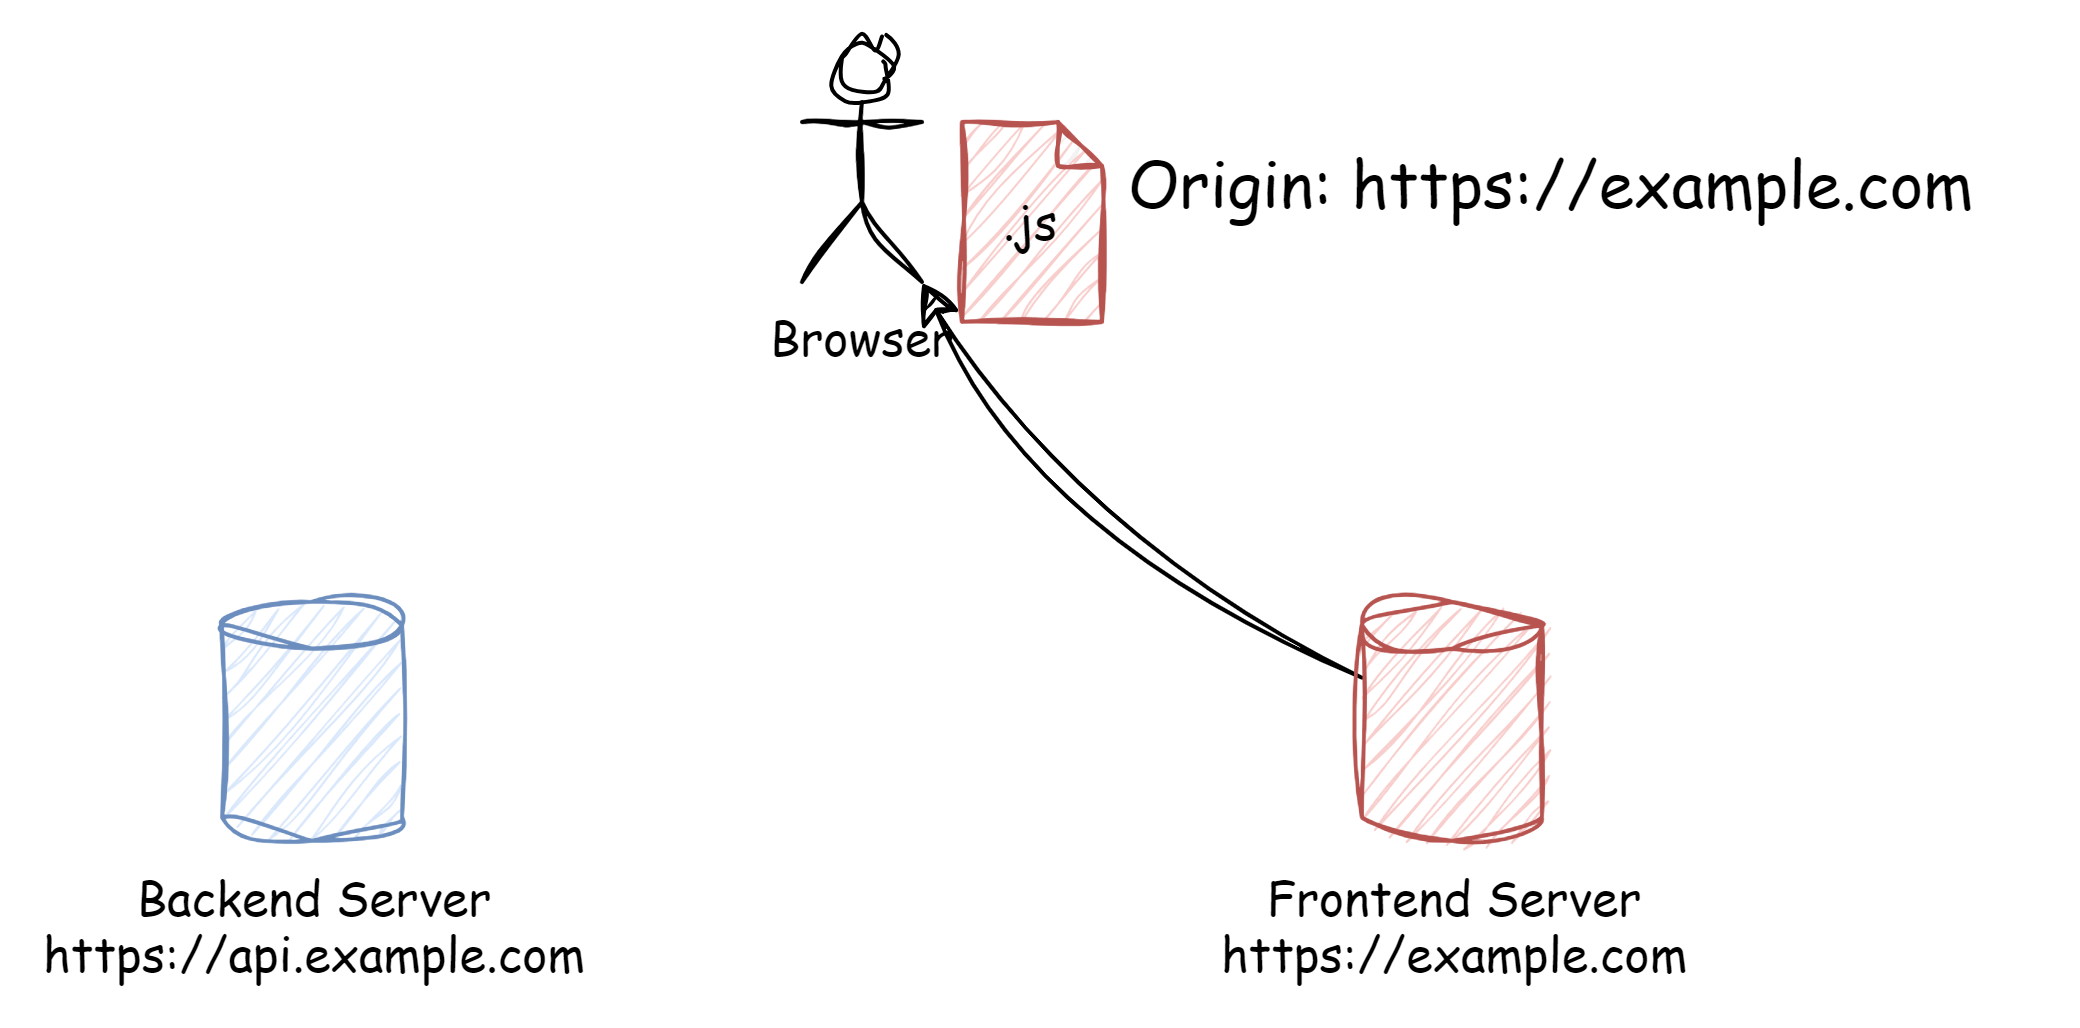 .js
Origin: https://example.com
Browser
Backend Server
https://api.example.com
Frontend Server
https://example.com